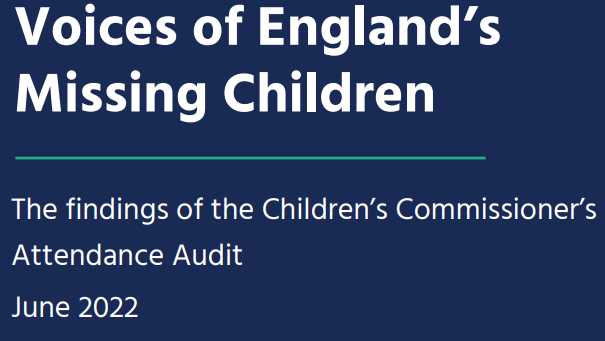 Voices of England’s
Missing Children
The findings of the Children’s Commissioner’s
Attendance Audit
June 2022